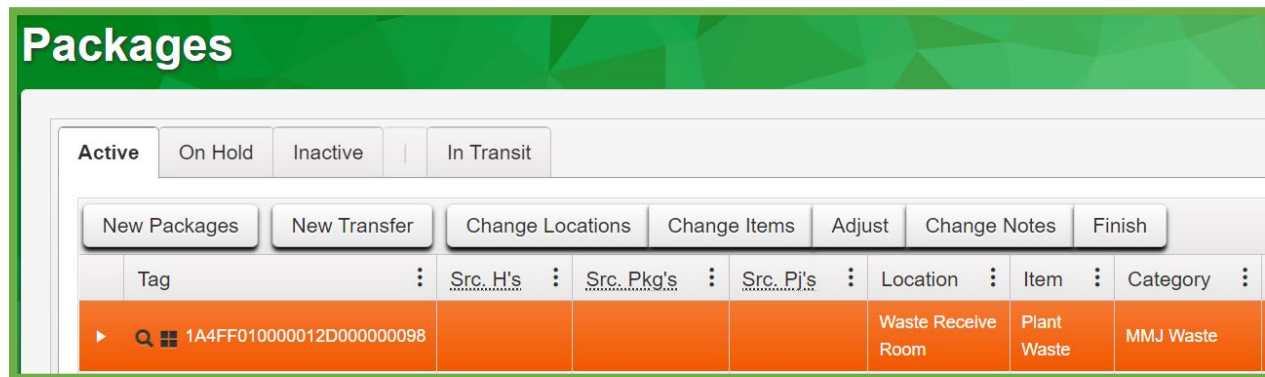 Packages
Active On Hold Inactive | In Transit
New Packages New Transfer Change Locations Change Items Adjust Change Notes Finish
Tag Src. H's Src. Pkg's Src. Pj's Location Item Category
1A4FF010000012D000000098 Waste Receive Room Plant Waste MMJ Waste